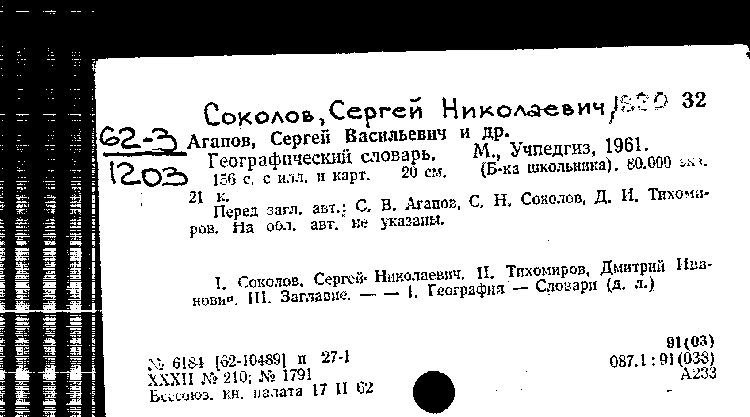 Соколов, Сергей Николаевич, 32
62-3
1203
Агапов, Сергей Васильевич и др.
Географический словарь. М., Учпедгиз, 1961.
156 с. с илл. и карт. 20 см. (Б-ка школьника). 80.000 экз.
21 к.
Перед загл. авт.: С. В. Агапов, С. Н. Соколов, Д. И. Тихоми-
ров. На обл. авт. не указаны.
I. Соколов, Сергей Николаевич. II. Тихомиров, Дмитрий Ива-
нович. III. Заглавие. — — 1. География — Словари (д. л.)
91(03)
№ 6184 [62-10489] п 27-1
087.1 : 91(038)
XXXII № 210; № 1791
А233
Всесоюз. кн. палата 17 II 62